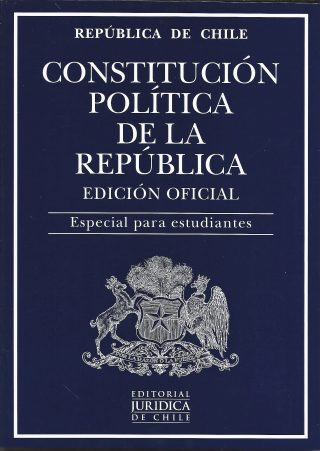 REPÚBLICA DE CHILE
CONSTITUCIÓN
POLÍTICA
DE LA
REPÚBLICA
EDICIÓN OFICIAL
Especial para estudiantes
EDITORIAL
JURIDICA
DE CHILE